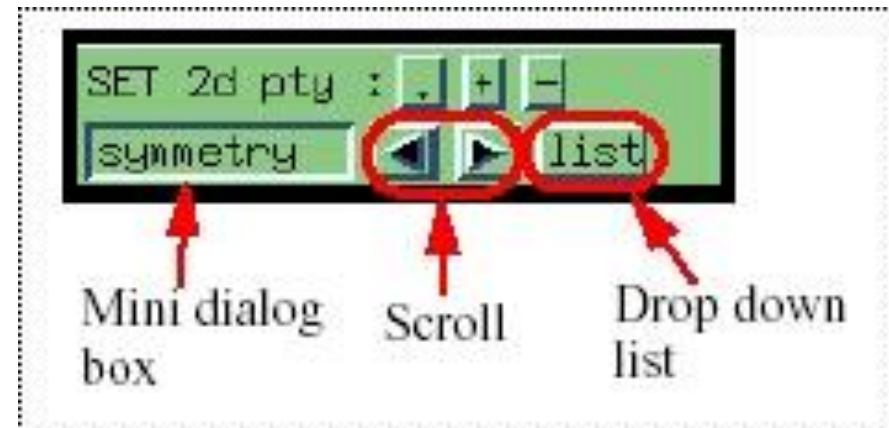 SET 2d pty : . + -
symmetry list
Mini dialog
box
Scroll
Drop down
list